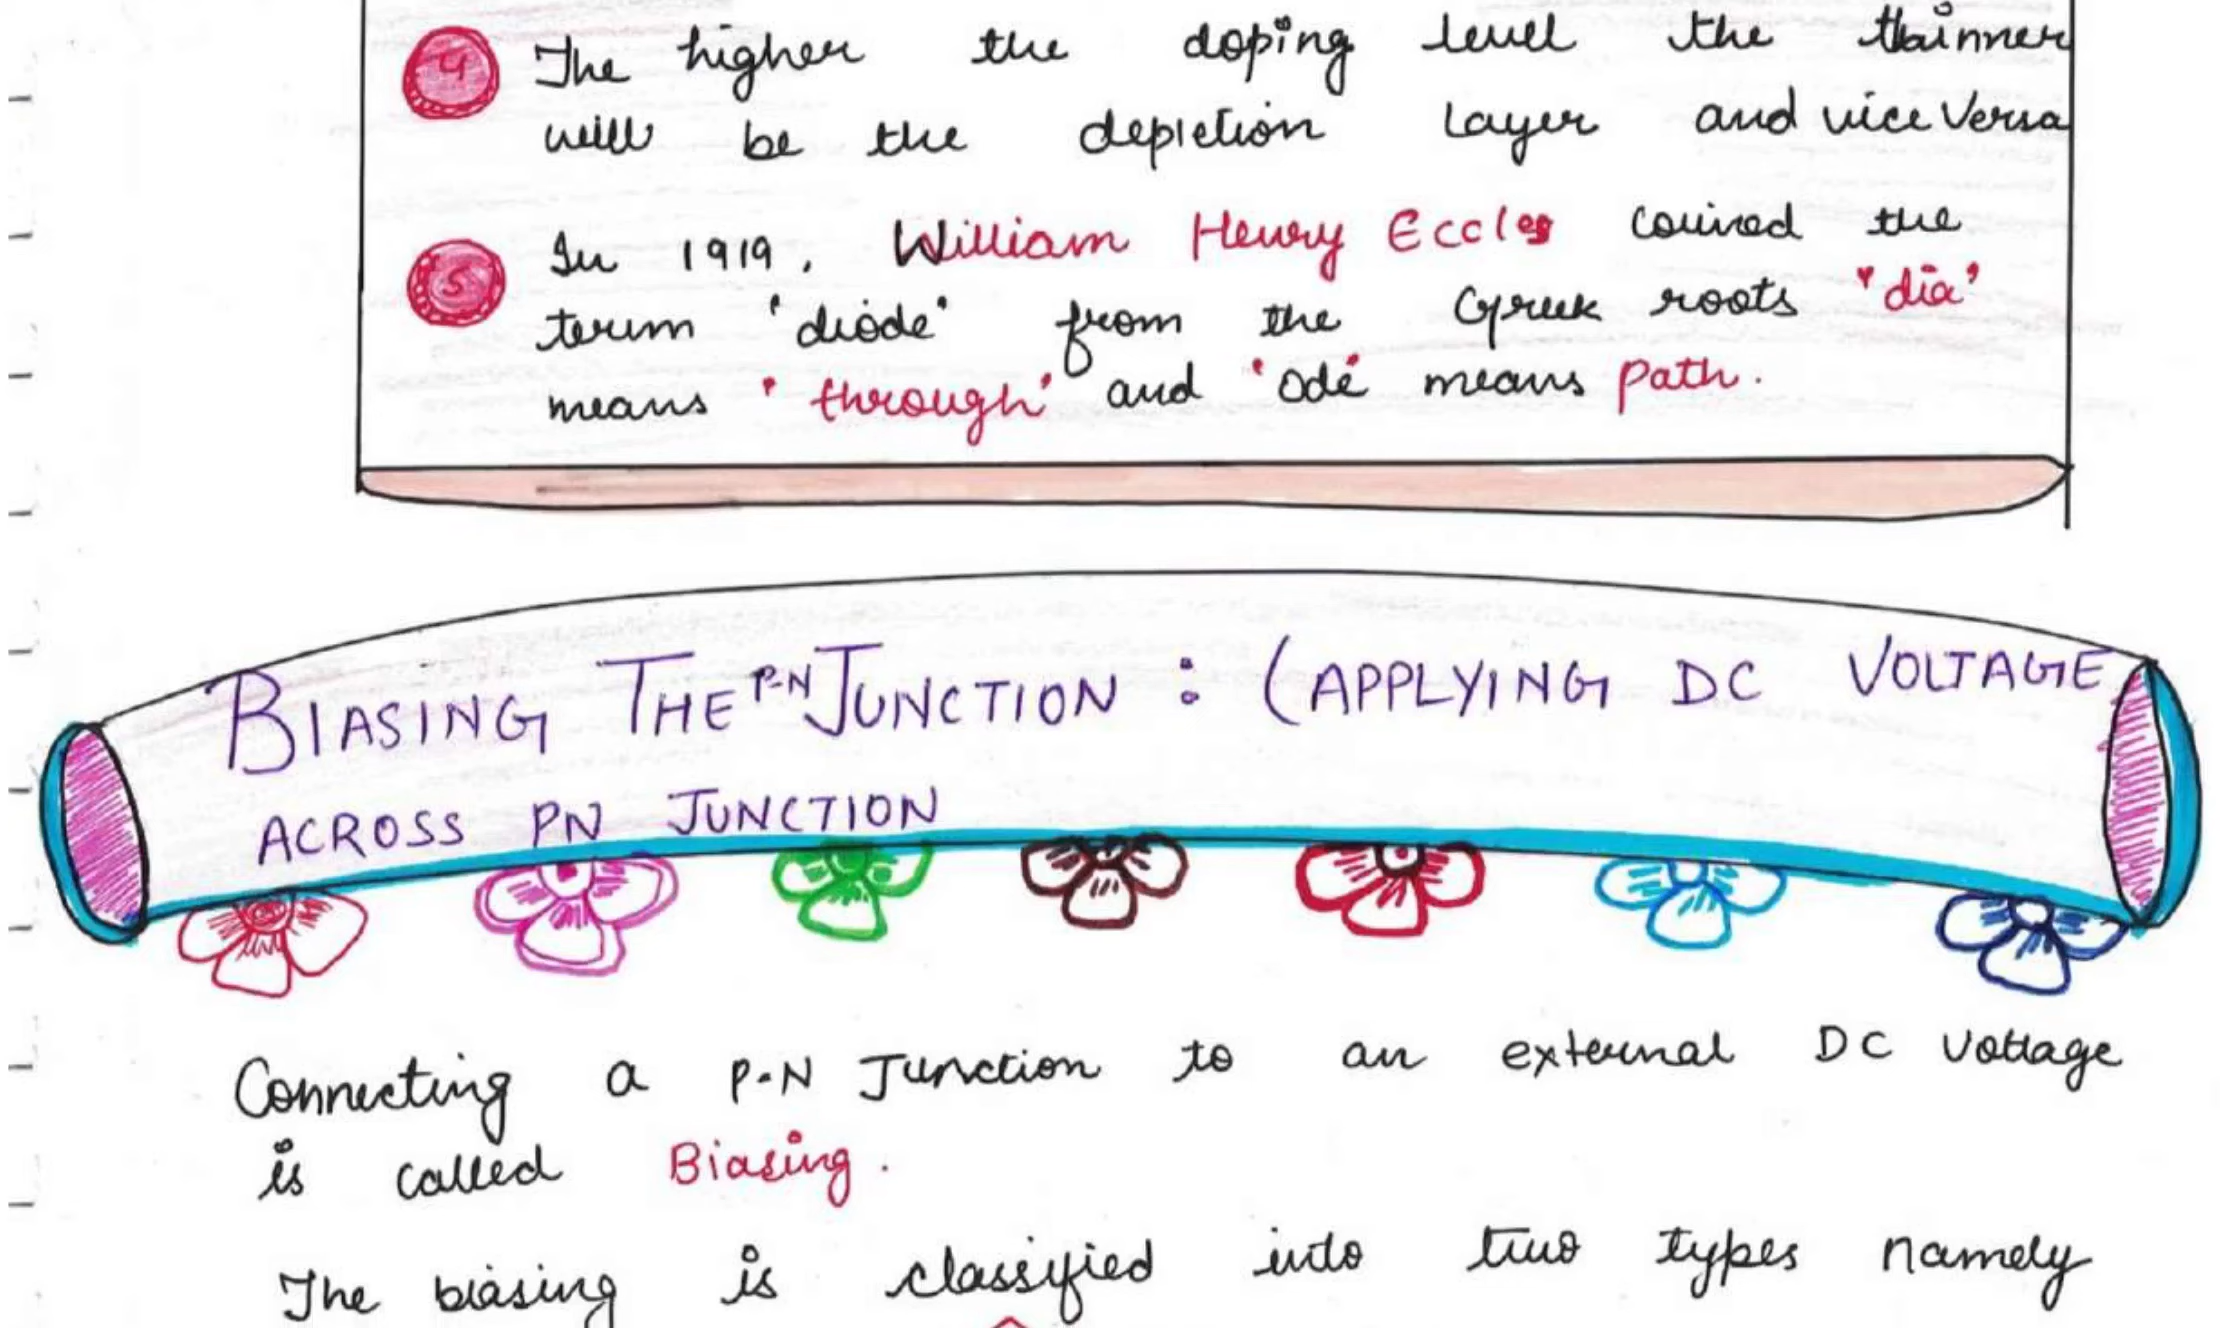 4 The higher the doping level the thinner
will be the depletion Layer and vice Versa
5 In 1919, William Henry Eccles coined the
term 'diode' from the Greek roots 'dia'
means 'through' and 'ode' means path.
BIASING THE P-N JUNCTION : (APPLYING DC VOLTAGE
ACROSS PN JUNCTION
Connecting a P-N Junction to an external DC Voltage
is called Biasing.
The biasing is classified into two types namely